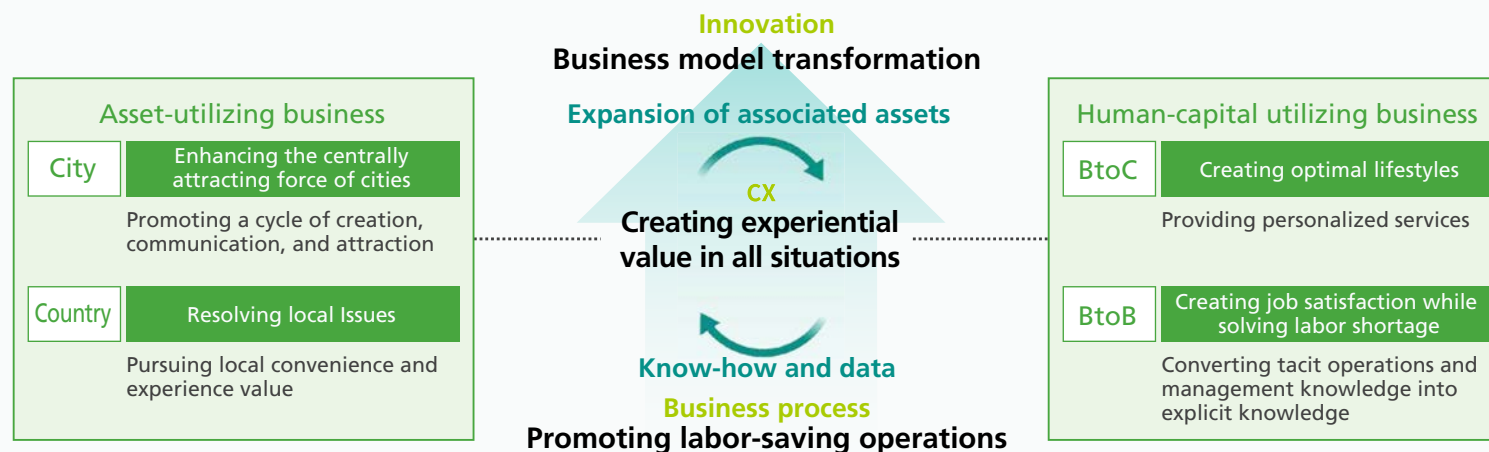 Asset-utilizing business
City
Enhancing the centrally
attracting force of cities
Promoting a cycle of creation,
communication, and attraction
Country
Resolving local Issues
Pursuing local convenience and
experience value
Innovation
Business model transformation
Expansion of associated assets
CX
Creating experiential
value in all situations
Know-how and data
Business process
Promoting labor-saving operations
Human-capital utilizing business
BtoC
Creating optimal lifestyles
Providing personalized services
BtoB
Creating job satisfaction while
solving labor shortage
Converting tacit operations and
management knowledge into
explicit knowledge